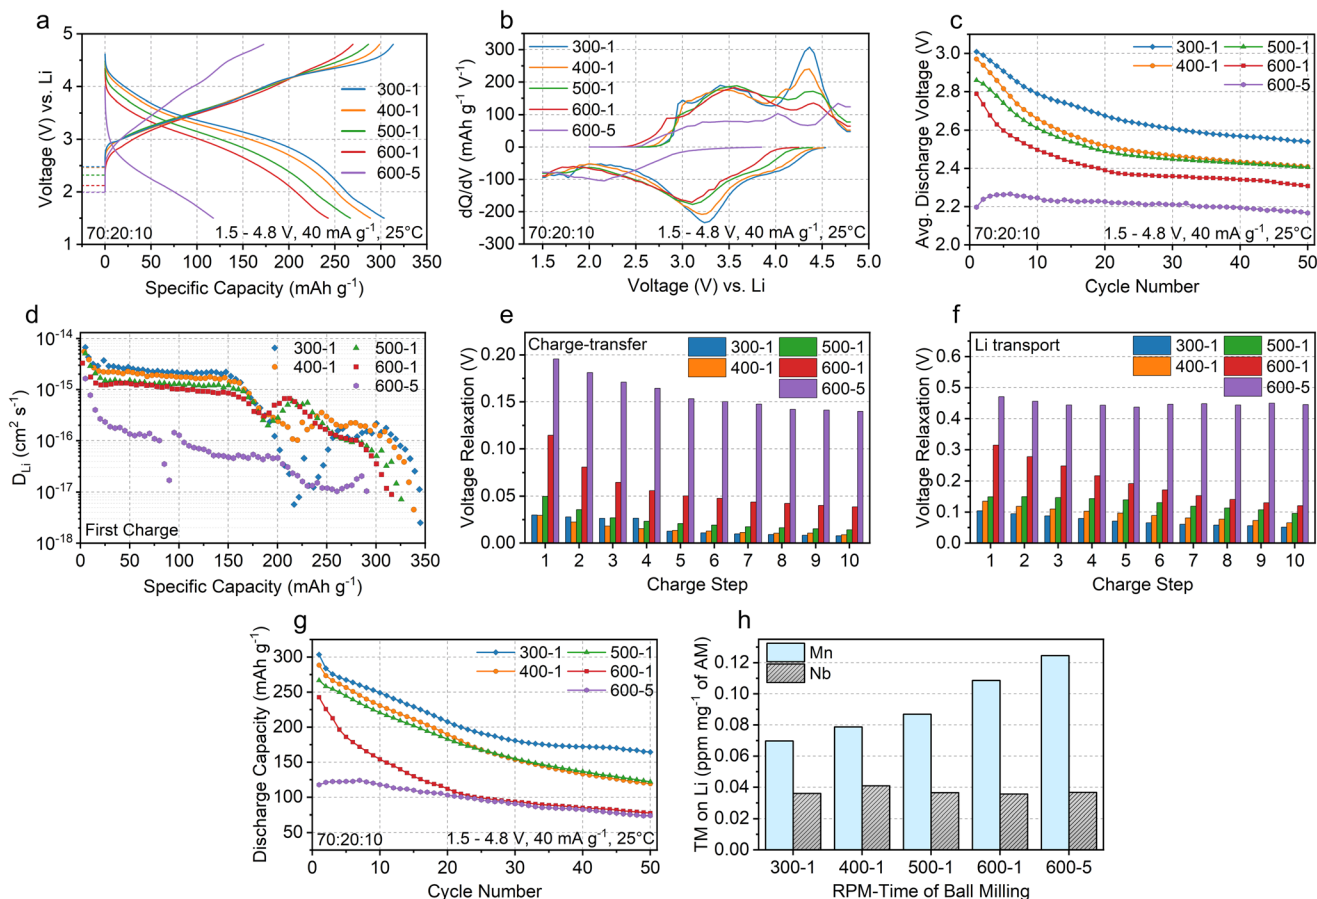 a
5
4
3
2
1
Voltage (V) vs. Li
300-1
400-1
500-1
600-1
600-5
70:20:10
1.5 - 4.8 V, 40 mA g⁻¹, 25°C
0 50 100 150 200 250 300 350
Specific Capacity (mAh g⁻¹)
b
300
200
100
0
-100
-200
-300
dQ/dV (mAh g⁻¹ V⁻¹)
300-1
400-1
500-1
600-1
600-5
70:20:10
1.5 - 4.8 V, 40 mA g⁻¹, 25°C
1.5 2.0 2.5 3.0 3.5 4.0 4.5 5.0
Voltage (V) vs. Li
c
3.0
2.8
2.6
2.4
2.2
2.0
Avg. Discharge Voltage (V)
300-1 500-1
400-1 600-1
600-5
70:20:10
1.5 - 4.8 V, 40 mA g⁻¹, 25°C
0 10 20 30 40 50
Cycle Number
d
10⁻¹⁴
10⁻¹⁵
10⁻¹⁶
10⁻¹⁷
10⁻¹⁸
D_Li (cm² s⁻¹)
300-1 500-1
400-1 600-1
600-5
First Charge
0 50 100 150 200 250 300 350
Specific Capacity (mAh g⁻¹)
e
0.20
0.15
0.10
0.05
0.00
Voltage Relaxation (V)
Charge-transfer
300-1 500-1
400-1 600-1
600-5
1 2 3 4 5 6 7 8 9 10
Charge Step
f
0.6
0.5
0.4
0.3
0.2
0.1
0.0
Voltage Relaxation (V)
Li transport
300-1 500-1
400-1 600-1
600-5
1 2 3 4 5 6 7 8 9 10
Charge Step
g
300
250
200
150
100
50
Discharge Capacity (mAh g⁻¹)
300-1 500-1
400-1 600-1
600-5
70:20:10
1.5 - 4.8 V, 40 mA g⁻¹, 25°C
0 10 20 30 40 50
Cycle Number
h
0.12
0.10
0.08
0.06
0.04
0.02
0.00
TM on Li (ppm mg⁻¹ of AM)
Mn
Nb
300-1 400-1 500-1 600-1 600-5
RPM-Time of Ball Milling